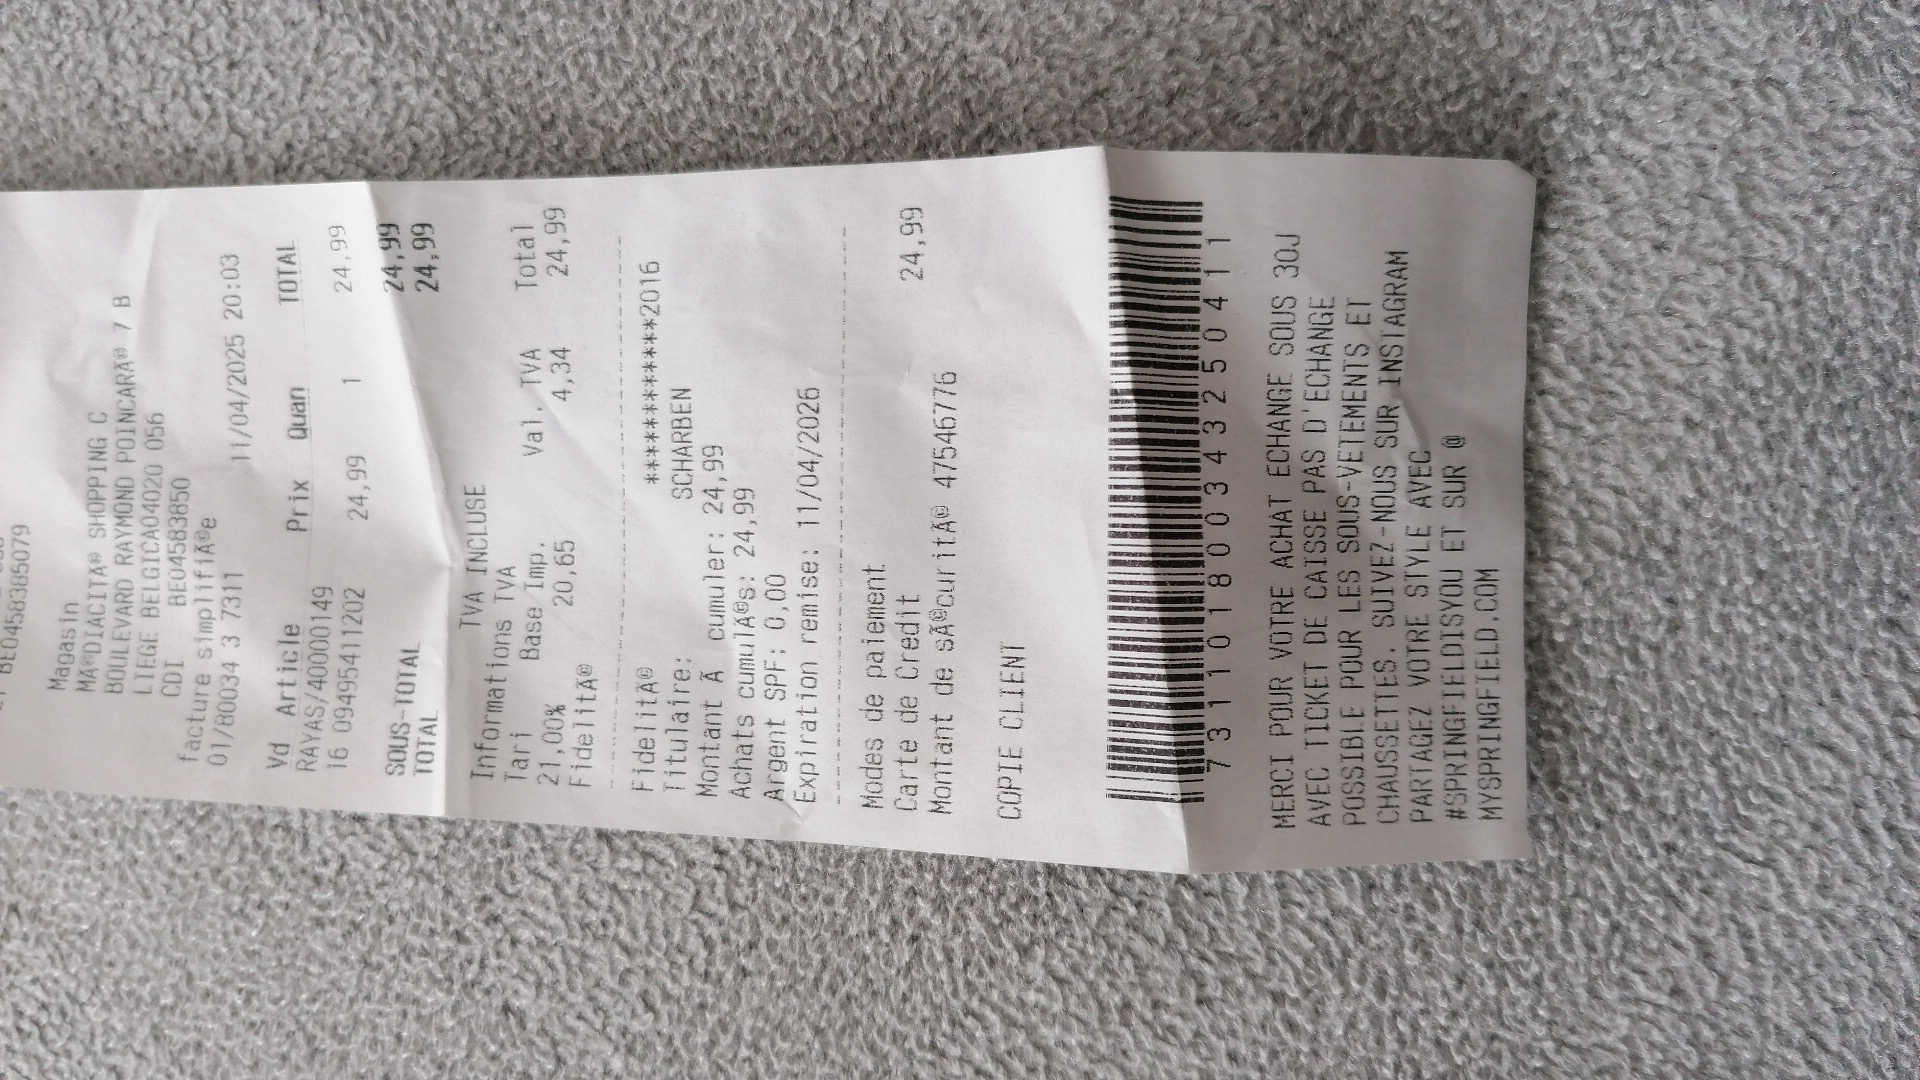 BE0458385079
Magasin
MÃ©DIACITÃ© SHOPPING C
BOULEVARD RAYMOND POINCARÃ© 7 B
LIEGE BELGICA04020 056
CDI BE04583850
facture simplifiÃ©e
01/80034 3 7311 11/04/2025 20:03
Vd Article Prix Quan TOTAL
RAYAS/40000149
16 0949541120​2 24,99 1 24,99
SOUS-TOTAL 24,99
TOTAL 24,99
TVA INCLUSE
Informations TVA
Tari Base Imp. Val. TVA Total
21,00% 20,65 4,34 24,99
FidelitÃ©
FidelitÃ© ************2016
Titulaire: SCHARBEN
Montant Ã cumuler: 24,99
Achats cumulÃ©s: 24,99
Argent SPF: 0,00
Expiration remise: 11/04/2026
Modes de paiement
Carte de Credit 24,99
Montant de sÃ©curitÃ© 47546776
COPIE CLIENT
7311018003432504​11
MERCI POUR VOTRE ACHAT ECHANGE SOUS 30J
AVEC TICKET DE CAISSE PAS D'ECHANGE
POSSIBLE POUR LES SOUS-VETEMENTS ET
CHAUSSETTES. SUIVEZ-NOUS SUR INSTAGRAM
PARTAGEZ VOTRE STYLE AVEC
#SPRINGFIELDISYOU ET SUR @
MYSPRINGFIELD.COM